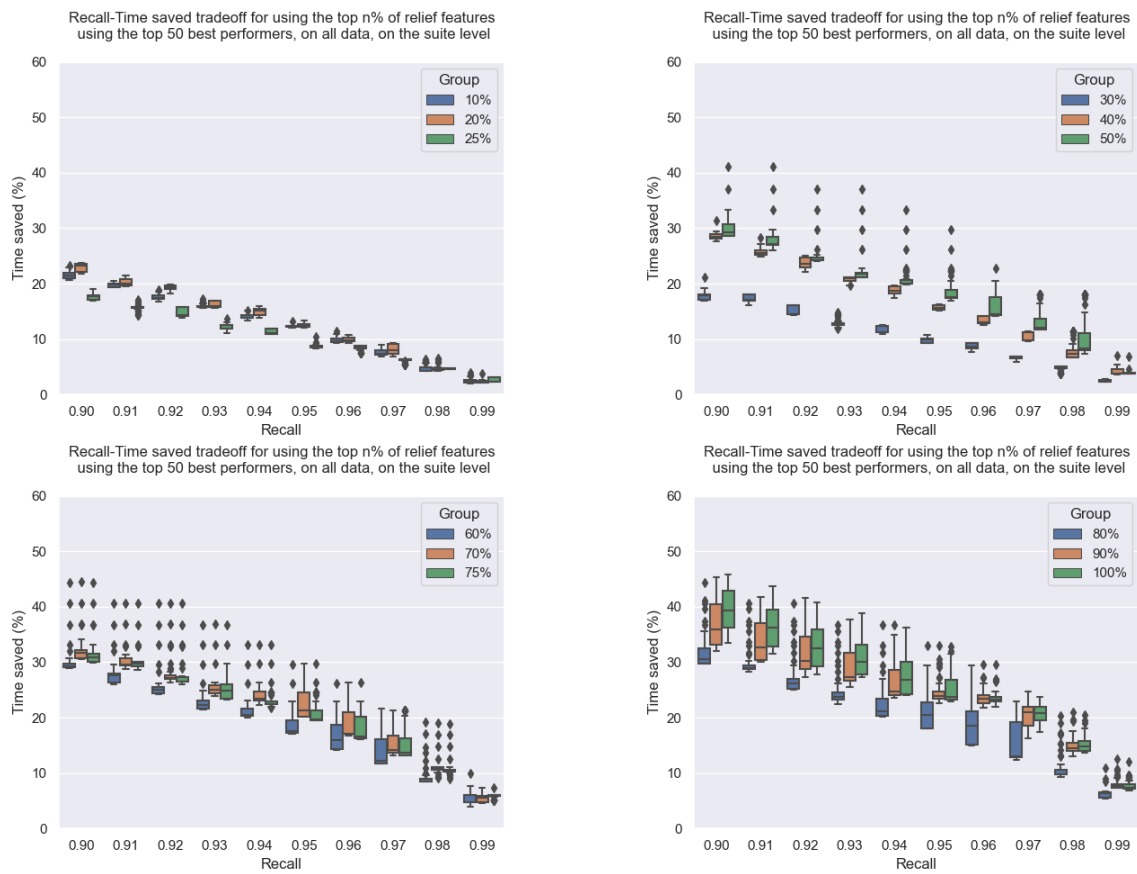 Recall-Time saved tradeoff for using the top n% of relief features
using the top 50 best performers, on all data, on the suite level
60
50
40
30
20
10
0
Time saved (%)
Group
10%
20%
25%
0.90 0.91 0.92 0.93 0.94 0.95 0.96 0.97 0.98 0.99
Recall
Recall-Time saved tradeoff for using the top n% of relief features
using the top 50 best performers, on all data, on the suite level
60
50
40
30
20
10
0
Time saved (%)
Group
30%
40%
50%
0.90 0.91 0.92 0.93 0.94 0.95 0.96 0.97 0.98 0.99
Recall
Recall-Time saved tradeoff for using the top n% of relief features
using the top 50 best performers, on all data, on the suite level
60
50
40
30
20
10
0
Time saved (%)
Group
60%
70%
75%
0.90 0.91 0.92 0.93 0.94 0.95 0.96 0.97 0.98 0.99
Recall
Recall-Time saved tradeoff for using the top n% of relief features
using the top 50 best performers, on all data, on the suite level
60
50
40
30
20
10
0
Time saved (%)
Group
80%
90%
100%
0.90 0.91 0.92 0.93 0.94 0.95 0.96 0.97 0.98 0.99
Recall